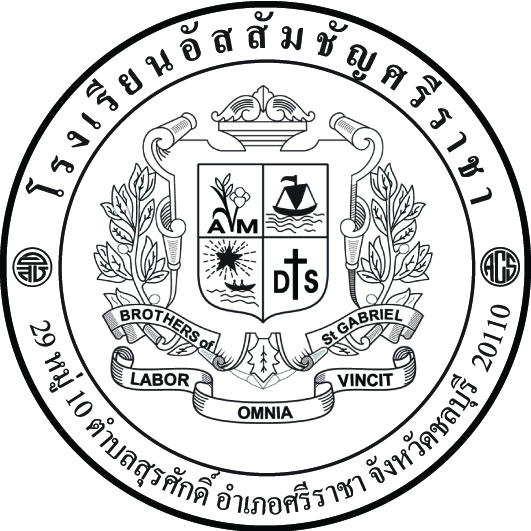 โรงเรียนอัสสัมชัญศรีราชา
A M
D S
BROTHERS of St GABRIEL
LABOR OMNIA VINCIT
ACS
29 หมู่ 10 ตำบลสุรศักดิ์ อำเภอศรีราชา จังหวัดชลบุรี 20110